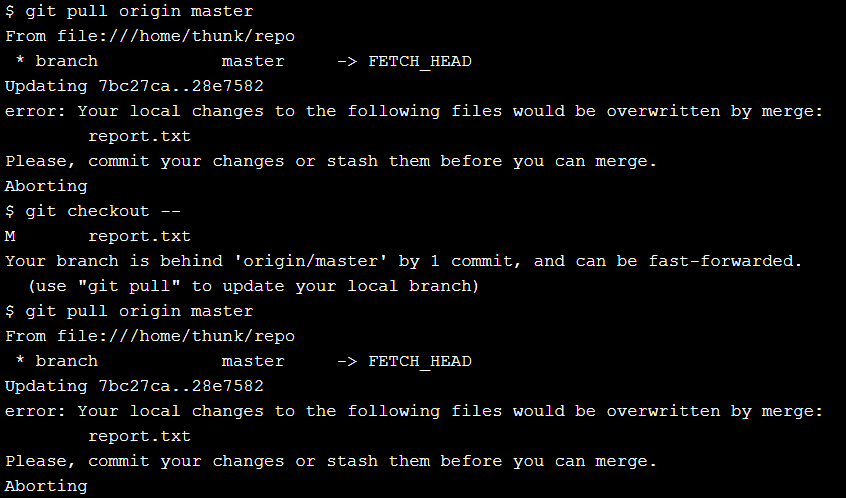 $ git pull origin master
From file:///home/thunk/repo
 * branch            master     -> FETCH_HEAD
Updating 7bc27ca..28e7582
error: Your local changes to the following files would be overwritten by merge:
        report.txt
Please, commit your changes or stash them before you can merge.
Aborting
$ git checkout --
M       report.txt
Your branch is behind 'origin/master' by 1 commit, and can be fast-forwarded.
  (use "git pull" to update your local branch)
$ git pull origin master
From file:///home/thunk/repo
 * branch            master     -> FETCH_HEAD
Updating 7bc27ca..28e7582
error: Your local changes to the following files would be overwritten by merge:
        report.txt
Please, commit your changes or stash them before you can merge.
Aborting